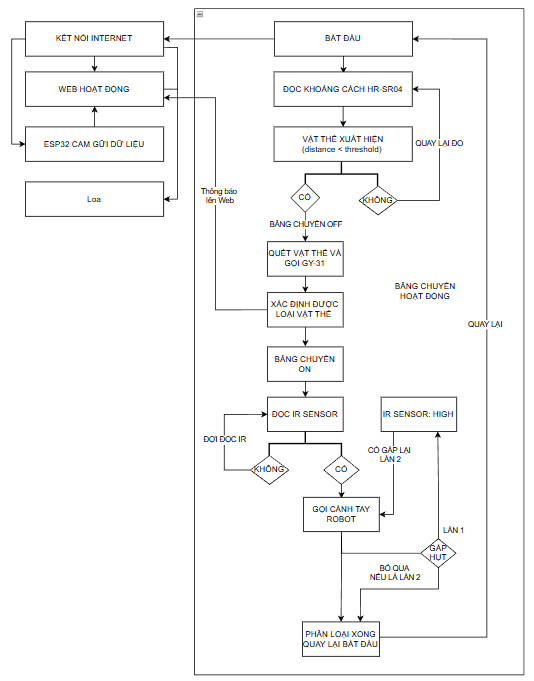 KẾT NỐI INTERNET
BẮT ĐẦU
WEB HOẠT ĐỘNG
ĐỌC KHOẢNG CÁCH HR-SR04
ESP32 CAM GỬI DỮ LIỆU
VẬT THỂ XUẤT HIỆN
(distance < threshold)
QUAY LẠI ĐO
Loa
Thông báo
lên Web
CÓ
KHÔNG
BĂNG CHUYỀN OFF
QUÉT VẬT THỂ VÀ
GỌI GY-31
BĂNG CHUYỀN
HOẠT ĐỘNG
XÁC ĐỊNH ĐƯỢC
LOẠI VẬT THỂ
QUAY LẠI
BĂNG CHUYỀN
ON
ĐỌC IR SENSOR
IR SENSOR: HIGH
ĐỢI ĐỌC IR
CÓ GẮP LẠI
LẦN 2
KHÔNG
CÓ
GỌI CÁNH TAY
ROBOT
LẦN 1
GẮP
HỤT
BỎ QUA
NẾU LÀ LẦN 2
PHÂN LOẠI XONG
QUAY LẠI BẮT ĐẦU